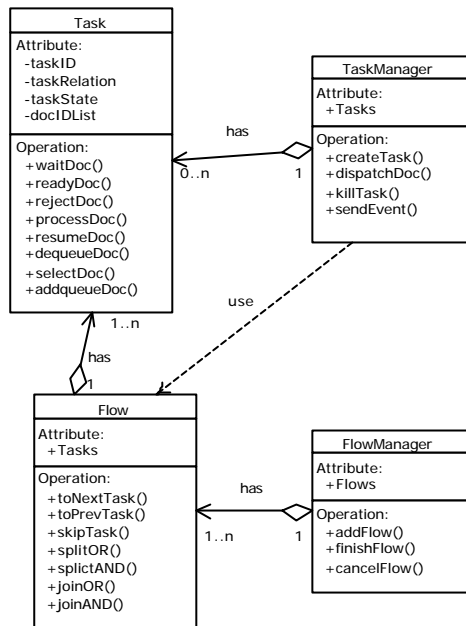 Task
Attribute:
-taskID
-taskRelation
-taskState
-docIDList
Operation:
+waitDoc()
+readyDoc()
+rejectDoc()
+processDoc()
+resumeDoc()
+dequeueDoc()
+selectDoc()
+addqueueDoc()
has
0..n
1
TaskManager
Attribute:
+Tasks
Operation:
+createTask()
+dispatchDoc()
+killTask()
+sendEvent()
use
1..n
has
1
Flow
Attribute:
+Tasks
Operation:
+toNextTask()
+toPrevTask()
+skipTask()
+splitOR()
+splictAND()
+joinOR()
+joinAND()
has
1..n
1
FlowManager
Attribute:
+Flows
Operation:
+addFlow()
+finishFlow()
+cancelFlow()